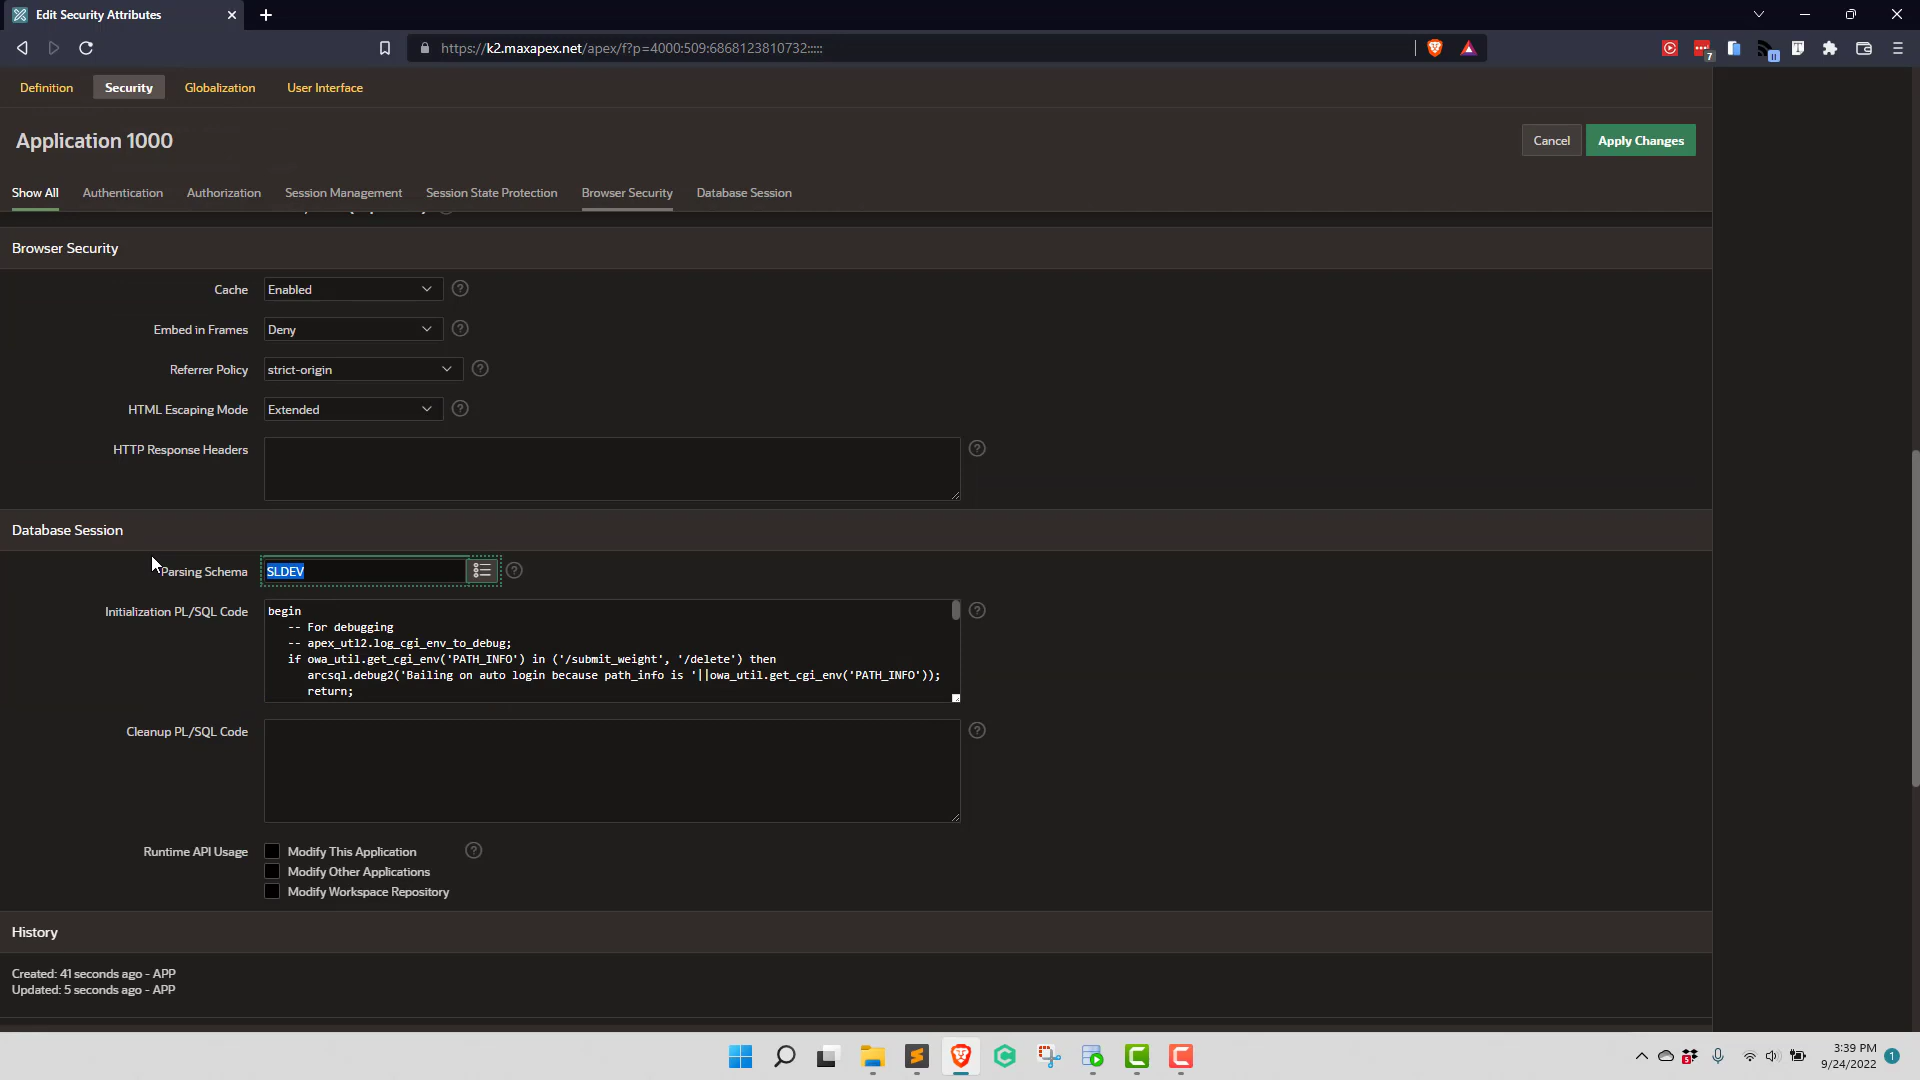 Edit Security Attributes
https://k2.maxapex.net/apex/f?p=4000:509:6868123810732:::::
7
Definition
Security
Globalization
User Interface
Application 1000
Cancel
Apply Changes
Show All
Authentication
Authorization
Session Management
Session State Protection
Browser Security
Database Session
Browser Security
Cache
Enabled
Embed in Frames
Deny
Referrer Policy
strict-origin
HTML Escaping Mode
Extended
HTTP Response Headers
Database Session
Parsing Schema
SLDEV
Initialization PL/SQL Code
begin
-- For debugging
-- apex_utl2.log_cgi_env_to_debug;
if owa_util.get_cgi_env('PATH_INFO') in ('/submit_weight', '/delete') then
arcsql.debug2('Bailing on auto login because path_info is '||owa_util.get_cgi_env('PATH_INFO'));
return;
Cleanup PL/SQL Code
Runtime API Usage
Modify This Application
Modify Other Applications
Modify Workspace Repository
History
Created: 41 seconds ago - APP
Updated: 5 seconds ago - APP
3:39 PM
9/24/2022
1